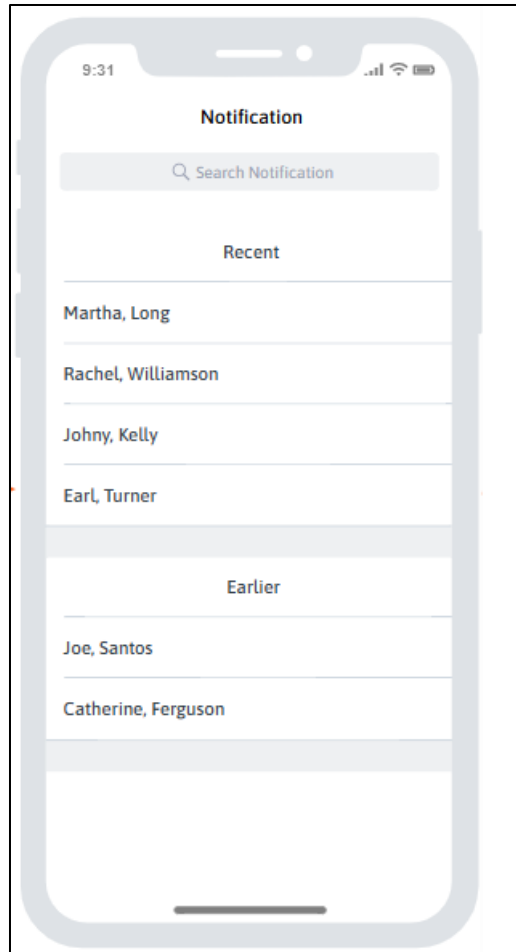 9:31
Notification
Search Notification
Recent
Martha, Long
Rachel, Williamson
Johny, Kelly
Earl, Turner
Earlier
Joe, Santos
Catherine, Ferguson